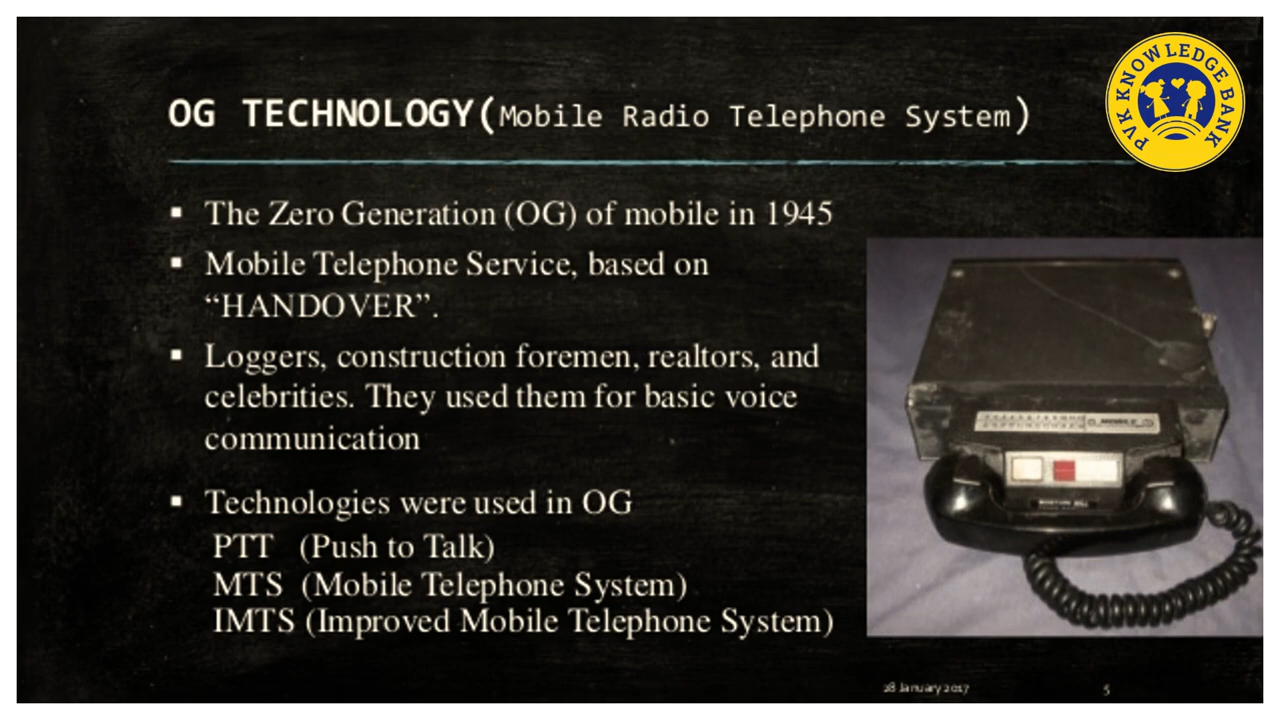 OG TECHNOLOGY(Mobile Radio Telephone System)
PVK KNOWLEDGE BANK
▪ The Zero Generation (OG) of mobile in 1945
▪ Mobile Telephone Service, based on
“HANDOVER”.
▪ Loggers, construction foremen, realtors, and
celebrities. They used them for basic voice
communication
▪ Technologies were used in OG
PTT (Push to Talk)
MTS (Mobile Telephone System)
IMTS (Improved Mobile Telephone System)
28 January 2017
5